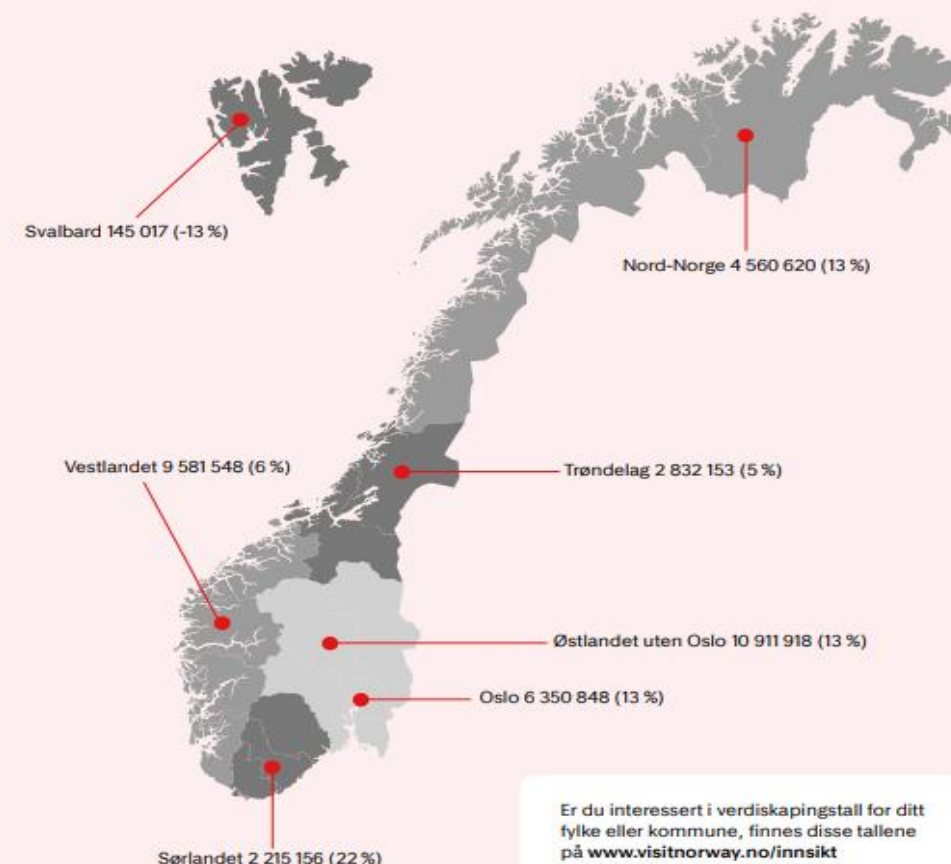 Svalbard 145 017 (-13 %)
Nord-Norge 4 560 620 (13 %)
Vestlandet 9 581 548 (6 %)
Trøndelag 2 832 153 (5 %)
Østlandet uten Oslo 10 911 918 (13 %)
Oslo 6 350 848 (13 %)
Sørlandet 2 215 156 (22 %)
Er du interessert i verdiskapingstall for ditt
fylke eller kommune, finnes disse tallene
på www.visitnorway.no/innsikt